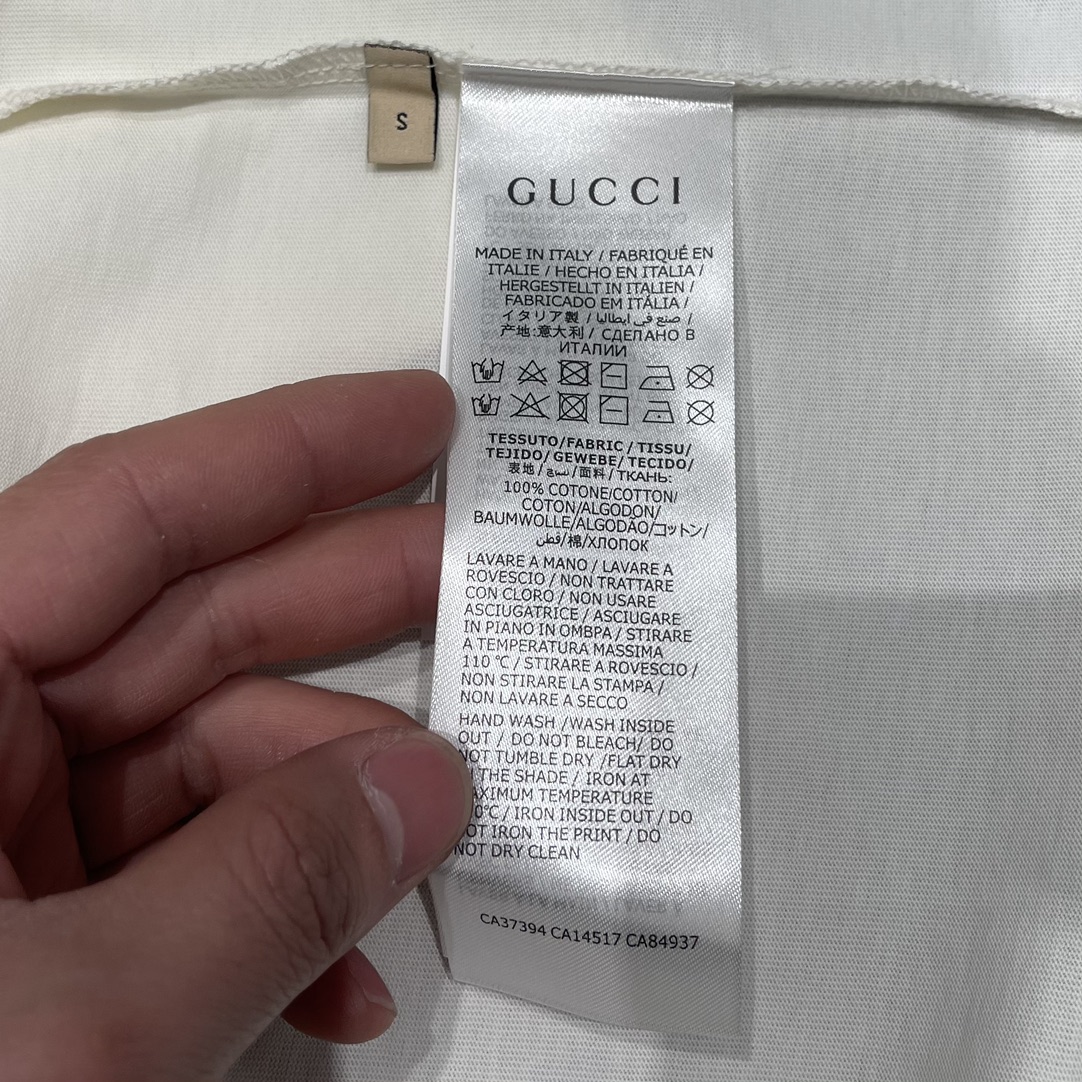 S
GUCCI
MADE IN ITALY / FABRIQUÉ EN
ITALIE / HECHO EN ITALIA /
HERGESTELLT IN ITALIEN /
FABRICADO EM ITÁLIA /
イタリア製 / صنع في ايطاليا /
产地:意大利 / СДЕЛАНО В
ИТАЛИИ
TESSUTO/FABRIC / TISSU/
TEJIDO/ GEWEBE/ TECIDO/
表地/ نسيج /面料/ ТКАНЬ:
100% COTONE/COTTON/
COTON/ALGODON/
BAUMWOLLE/ALGODÃO/コットン/
قطن/棉/ХЛОПОК
LAVARE A MANO / LAVARE A
ROVESCIO / NON TRATTARE
CON CLORO / NON USARE
ASCIUGATRICE / ASCIUGARE
IN PIANO IN OMBPA / STIRARE
A TEMPERATURA MASSIMA
110 °C / STIRARE A ROVESCIO /
NON STIRARE LA STAMPA /
NON LAVARE A SECCO
HAND WASH /WASH INSIDE
OUT / DO NOT BLEACH/ DO
NOT TUMBLE DRY /FLAT DRY
THE SHADE / IRON AT
MAXIMUM TEMPERATURE
0°C / IRON INSIDE OUT / DO
NOT IRON THE PRINT / DO
NOT DRY CLEAN
CA37394 CA14517 CA84937